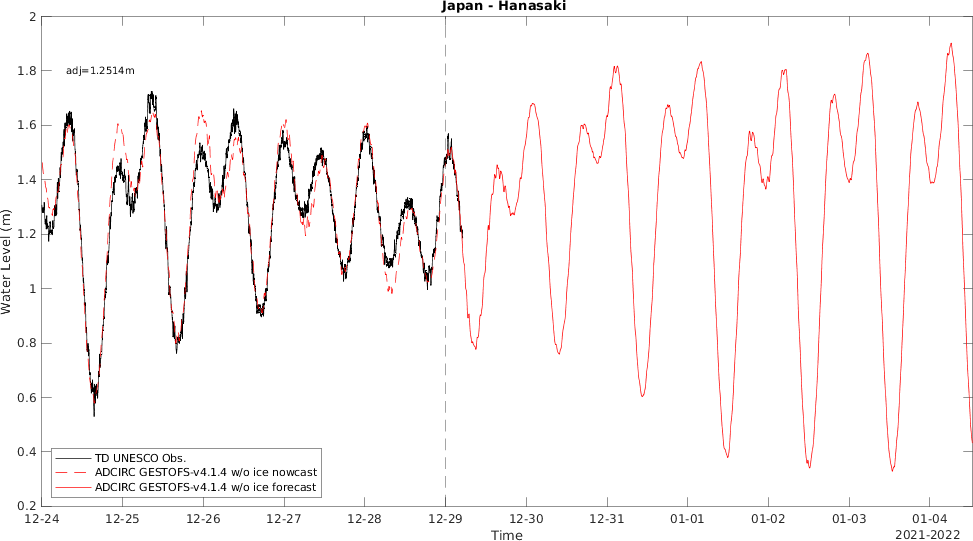 Japan - Hanasaki
adj=1.2514m
Water Level (m)
2
1.8
1.6
1.4
1.2
1
0.8
0.6
0.4
0.2
TD UNESCO Obs.
ADCIRC GESTOFS-v4.1.4 w/o ice nowcast
ADCIRC GESTOFS-v4.1.4 w/o ice forecast
12-24 12-25 12-26 12-27 12-28 12-29 12-30 12-31 01-01 01-02 01-03 01-04
Time
2021-2022